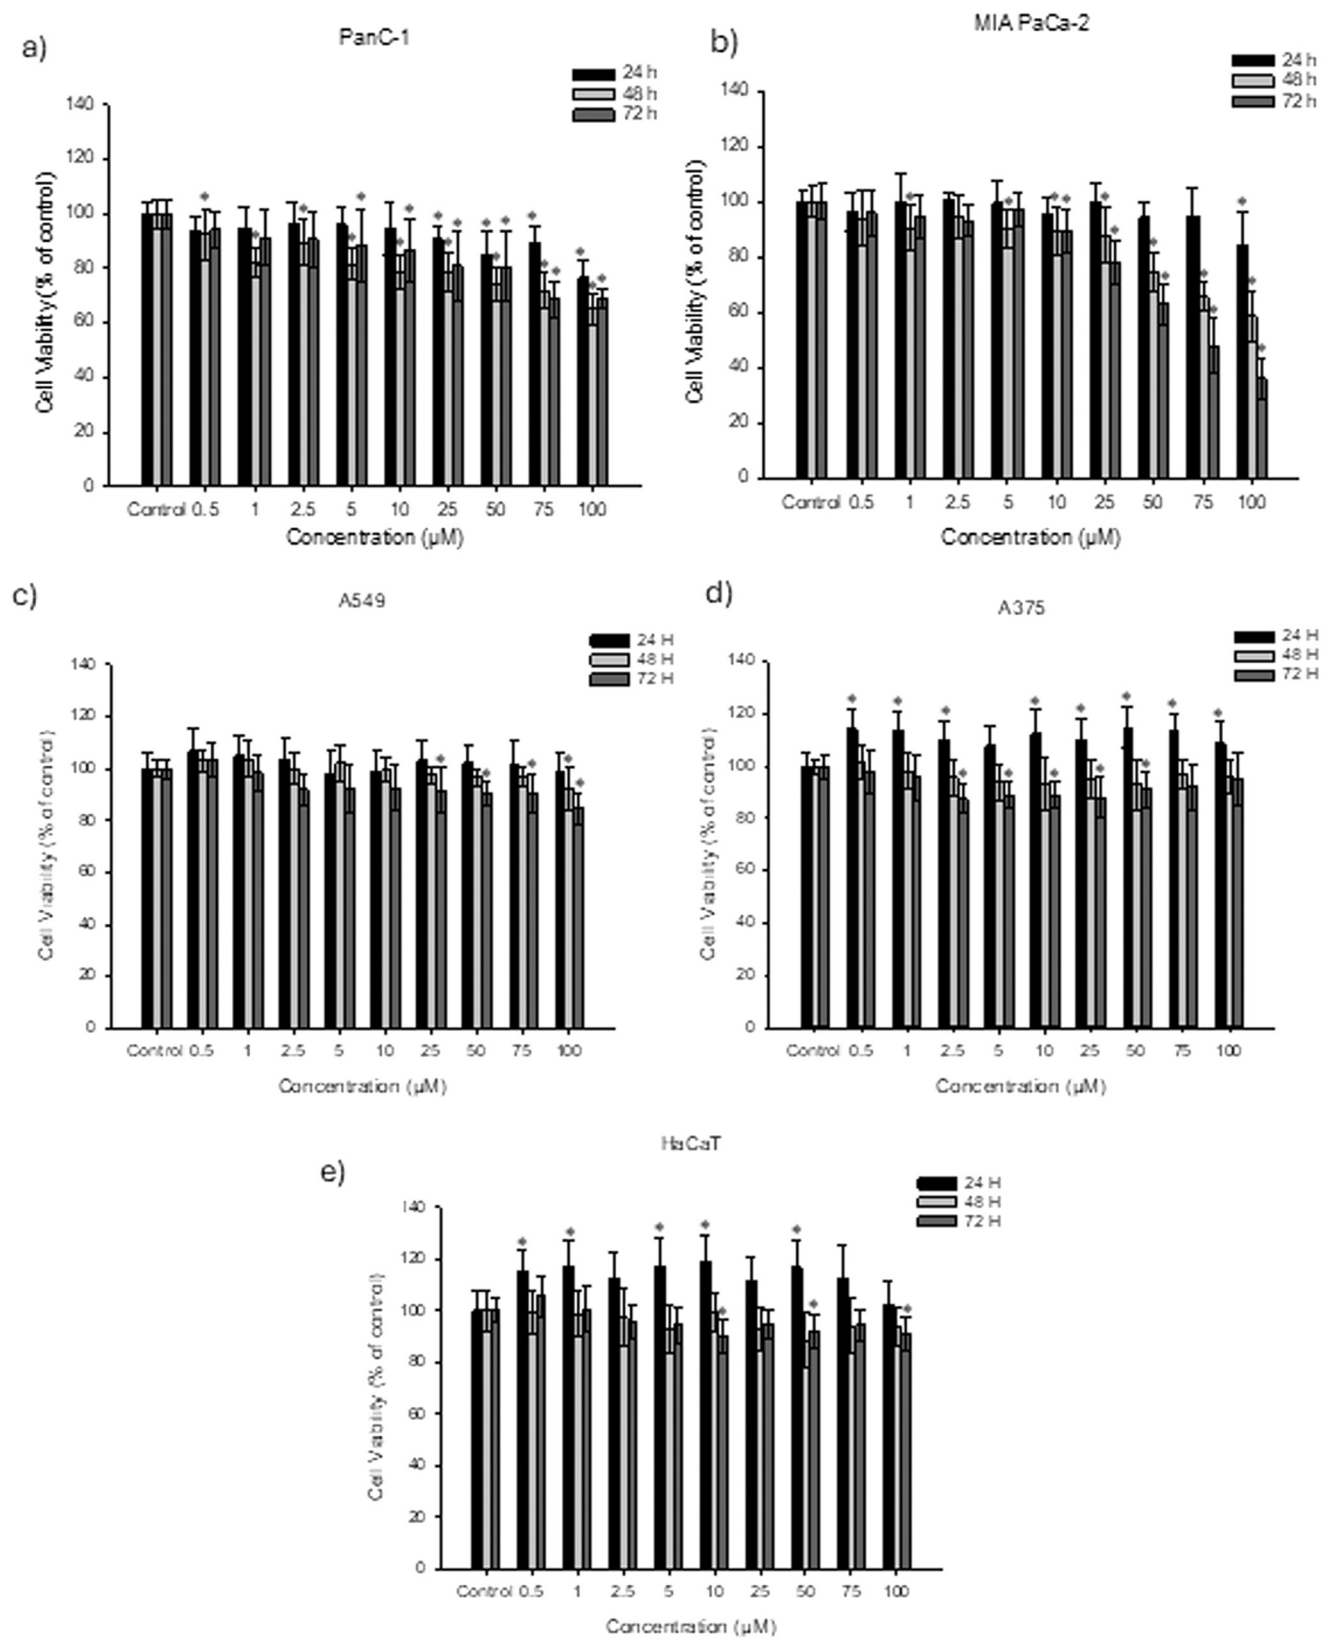 a)
PanC-1
24 h
48 h
72 h
140
120
100
80
60
40
20
0
Cell Viability (% of control)
Control 0.5 1 2.5 5 10 25 50 75 100
Concentration (µM)
b)
MIA PaCa-2
24 h
48 h
72 h
140
120
100
80
60
40
20
0
Cell Viability (% of control)
Control 0.5 1 2.5 5 10 25 50 75 100
Concentration (µM)
c)
A549
24 H
48 H
72 H
140
120
100
80
60
40
20
0
Cell Viability (% of control)
Control 0.5 1 2.5 5 10 25 50 75 100
Concentration (µM)
d)
A375
24 H
48 H
72 H
140
120
100
80
60
40
20
0
Cell Viability (% of control)
Control 0.5 1 2.5 5 10 25 50 75 100
Concentration (µM)
e)
HaCaT
24 H
48 H
72 H
140
120
100
80
60
40
20
0
Cell Viability (% of control)
Control 0.5 1 2.5 5 10 25 50 75 100
Concentration (µM)